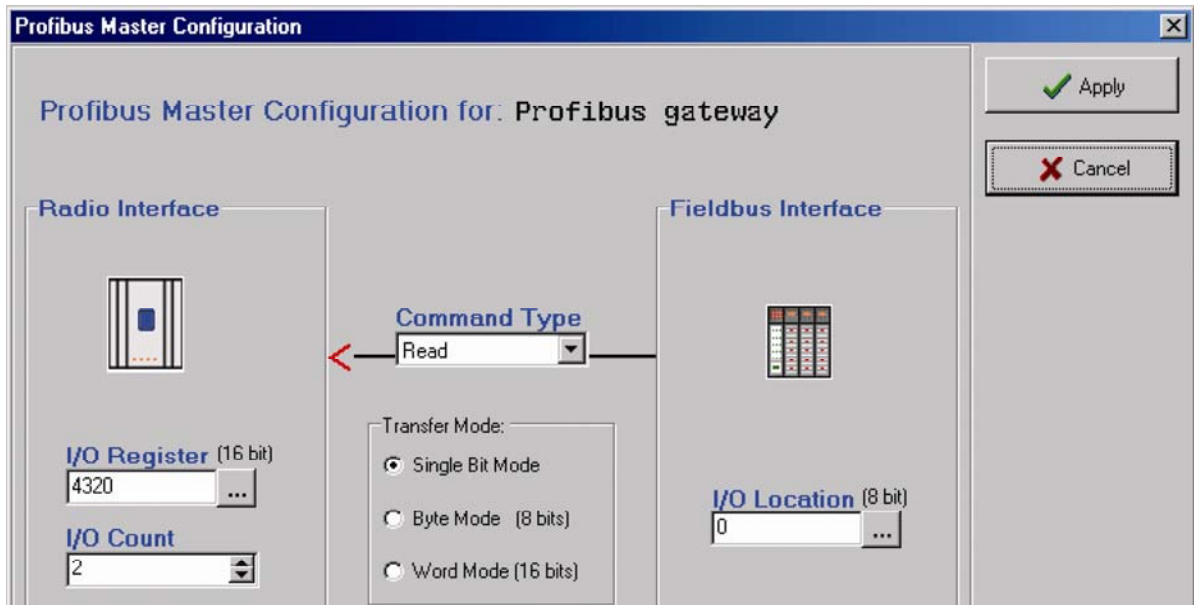 Profibus Master Configuration
Profibus Master Configuration for: Profibus gateway
Apply
Cancel
Radio Interface
Fieldbus Interface
Command Type
Read
Transfer Mode:
Single Bit Mode
Byte Mode (8 bits)
Word Mode (16 bits)
I/O Register (16 bit)
4320
...
I/O Count
2
I/O Location (8 bit)
0
...